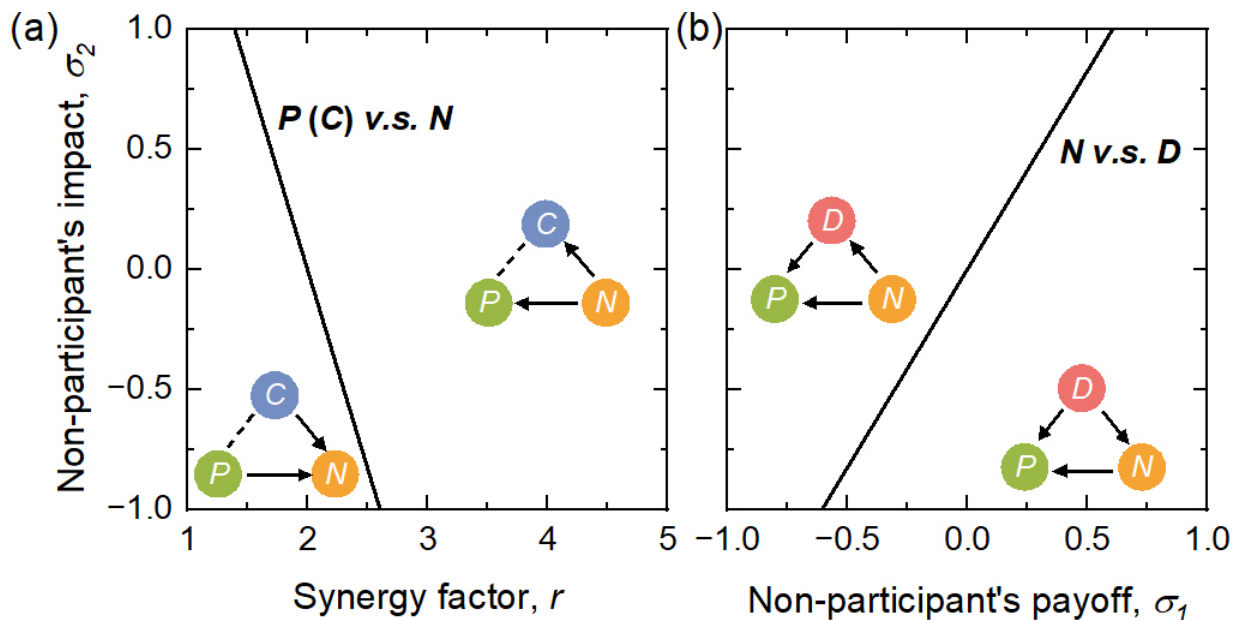 (a)
(b)
Non-participant's impact, σ2
1.0
0.5
0.0
−0.5
−1.0
P (C) v.s. N
C
P
N
C
P
N
1
2
3
4
5
Synergy factor, r
N v.s. D
D
P
N
D
P
N
−1.0
−0.5
0.0
0.5
1.0
Non-participant's payoff, σ1